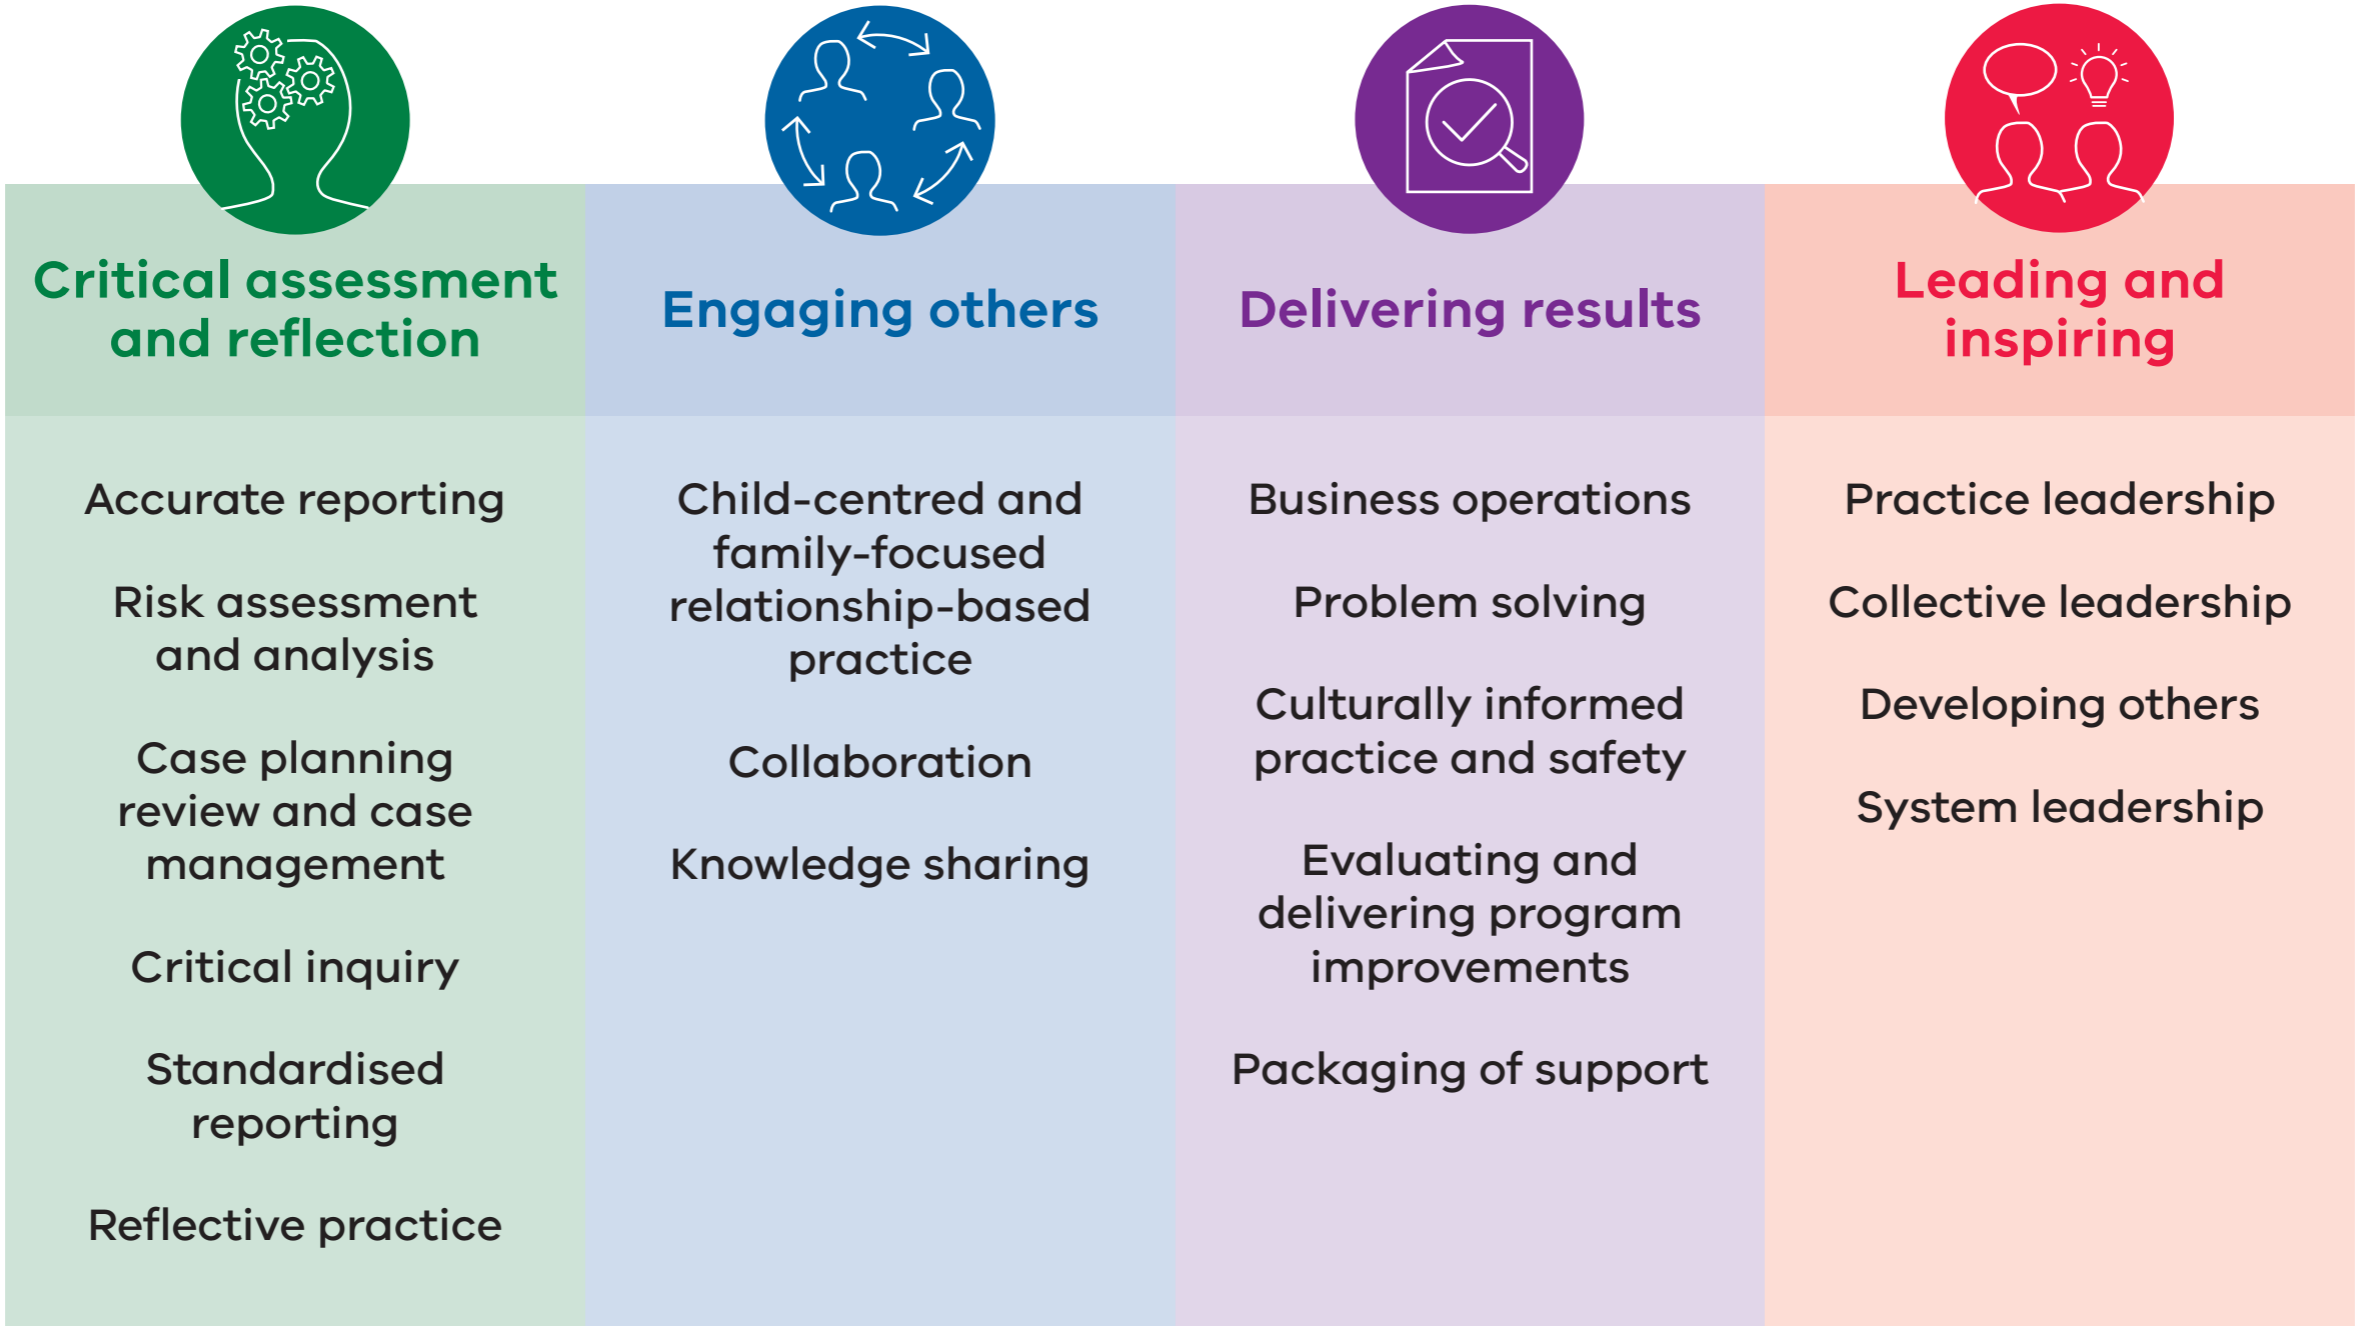 Critical assessment
and reflection
Accurate reporting
Risk assessment
and analysis
Case planning
review and case
management
Critical inquiry
Standardised
reporting
Reflective practice
Engaging others
Child-centred and
family-focused
relationship-based
practice
Collaboration
Knowledge sharing
Delivering results
Business operations
Problem solving
Culturally informed
practice and safety
Evaluating and
delivering program
improvements
Packaging of support
Leading and
inspiring
Practice leadership
Collective leadership
Developing others
System leadership